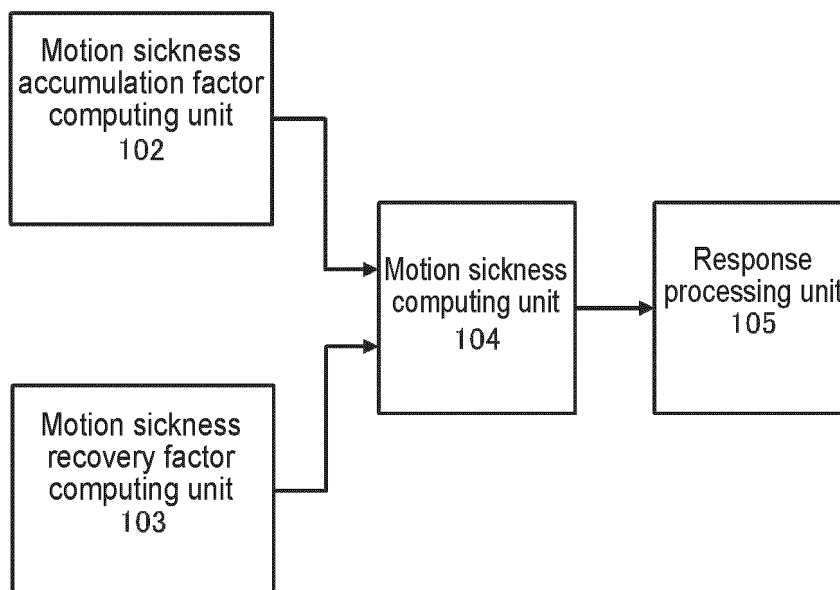 Motion sickness
accumulation factor
computing unit
102
Motion sickness
recovery factor
computing unit
103
Motion sickness
computing unit
104
Response
processing unit
105